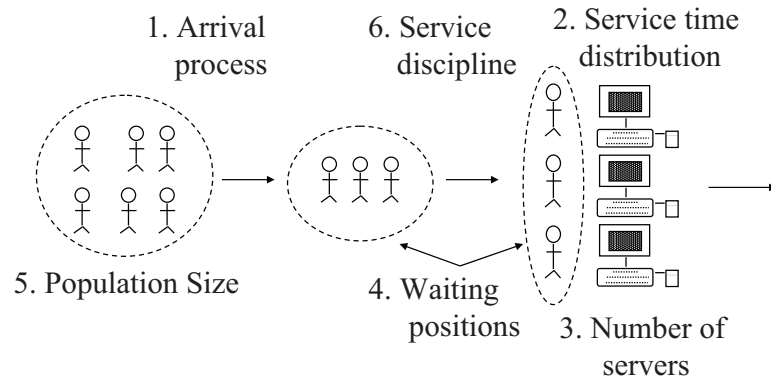 1. Arrival
process
6. Service
discipline
2. Service time
distribution
5. Population Size
4. Waiting
positions
3. Number of
servers